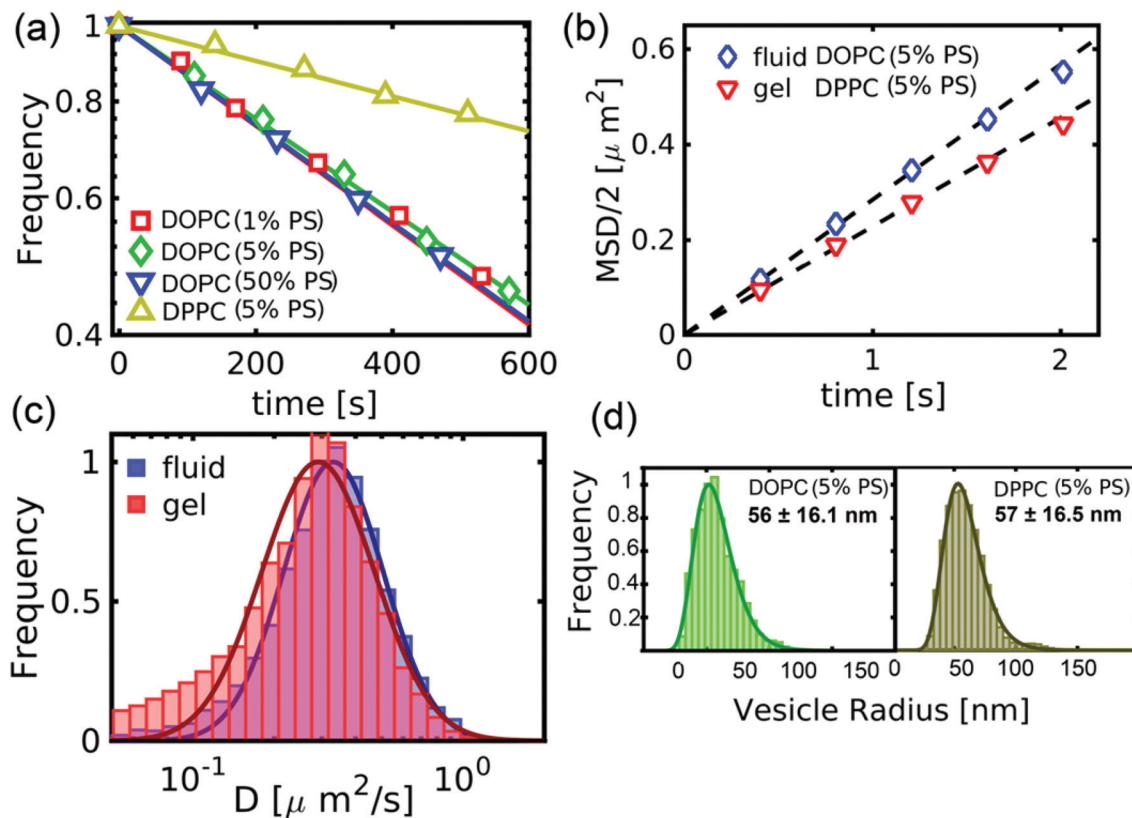 (a)
1
0.8
0.6
0.4
Frequency
DOPC (1% PS)
DOPC (5% PS)
DOPC (50% PS)
DPPC (5% PS)
0 200 400 600
time [s]
(b)
0.6
0.4
0.2
0
MSD/2 [μ m²]
fluid DOPC (5% PS)
gel DPPC (5% PS)
0 1 2
time [s]
(c)
1
0.5
0
Frequency
fluid
gel
10⁻¹ 10⁰
D [μ m²/s]
(d)
1
0.8
0.6
0.4
0.2
Frequency
DOPC (5% PS)
56 ± 16.1 nm
DPPC (5% PS)
57 ± 16.5 nm
0 50 100 150
0 50 100 150
Vesicle Radius [nm]